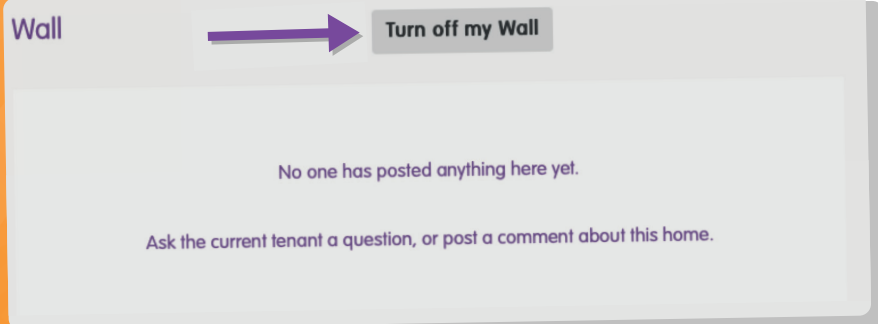 Wall
Turn off my Wall
No one has posted anything here yet.
Ask the current tenant a question, or post a comment about this home.